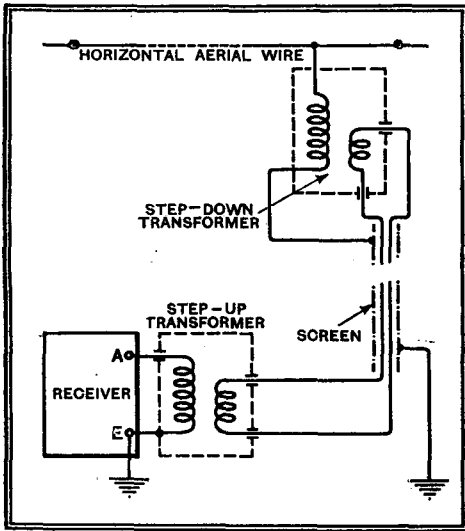 HORIZONTAL AERIAL WIRE
STEP-DOWN
TRANSFORMER
STEP-UP
TRANSFORMER
SCREEN
A
RECEIVER
E